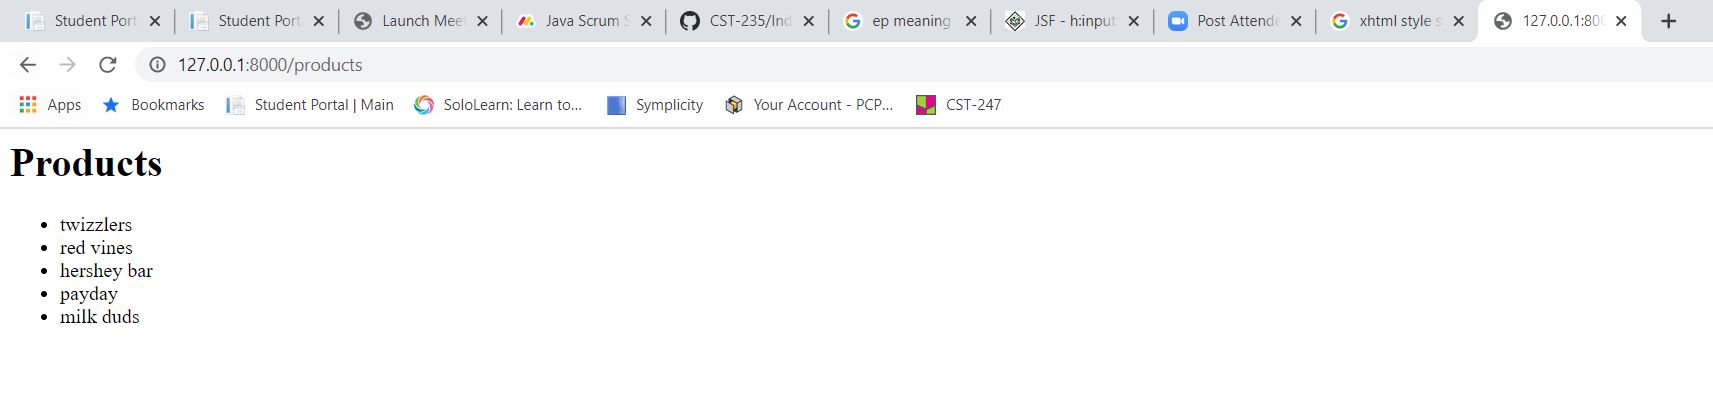 Student Port
Student Port
Launch Meet
Java Scrum S
CST-235/Ind
ep meaning
JSF - h:input
Post Attende
xhtml style s
127.0.0.1:800
127.0.0.1:8000/products
Apps
Bookmarks
Student Portal | Main
SoloLearn: Learn to...
Symplicity
Your Account - PCP...
CST-247
Products
twizzlers
red vines
hershey bar
payday
milk duds